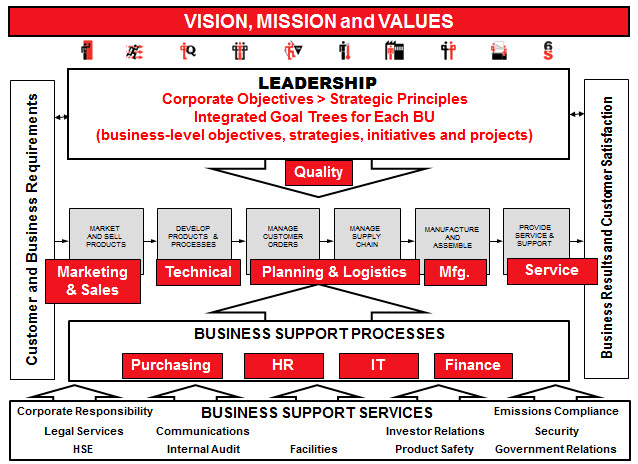 VISION, MISSION and VALUES
Q
6
S
LEADERSHIP
Corporate Objectives > Strategic Principles
Integrated Goal Trees for Each BU
(business-level objectives, strategies, initiatives and projects)
Customer and Business Requirements
Business Results and Customer Satisfaction
Quality
MARKET
AND SELL
PRODUCTS
DEVELOP
PRODUCTS &
PROCESSES
MANAGE
CUSTOMER
ORDERS
MANAGE
SUPPLY
CHAIN
MANUFACTURE
AND
ASSEMBLE
PROVIDE
SERVICE &
SUPPORT
Marketing
& Sales
Technical
Planning & Logistics
Mfg.
Service
BUSINESS SUPPORT PROCESSES
Purchasing
HR
IT
Finance
BUSINESS SUPPORT SERVICES
Corporate Responsibility
Emissions Compliance
Legal Services
Communications
Investor Relations
Security
HSE
Internal Audit
Facilities
Product Safety
Government Relations